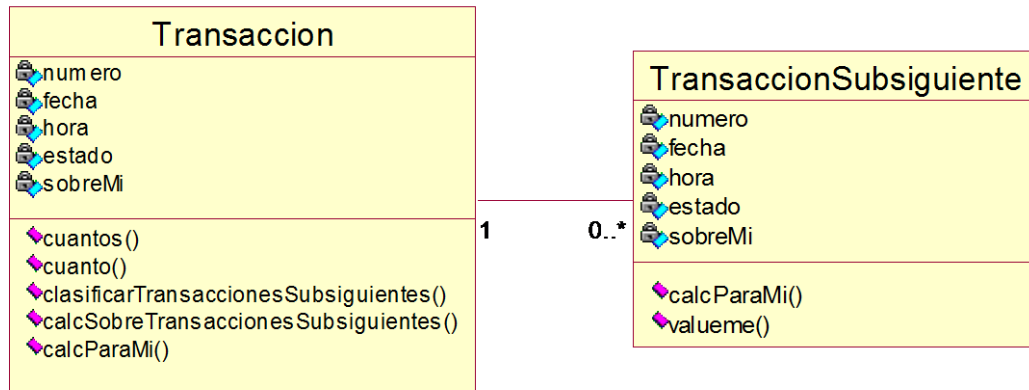 Transaccion
numero
fecha
hora
estado
sobreMi
cuantos()
cuanto()
clasificarTransaccionesSubsiguientes()
calcSobreTransaccionesSubsiguientes()
calcParaMi()
1
0..*
TransaccionSubsiguiente
numero
fecha
hora
estado
sobreMi
calcParaMi()
valueme()